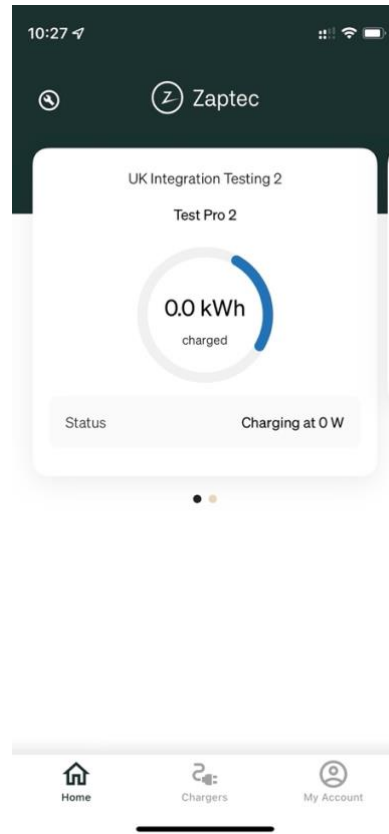 10:27
Zaptec
UK Integration Testing 2
Test Pro 2
0.0 kWh
charged
Status Charging at 0 W
Home Chargers My Account